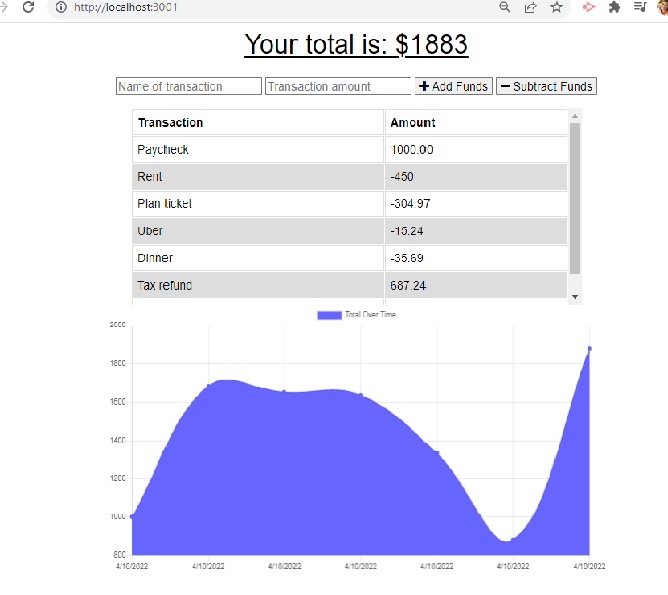 http://localhost:3001
Your total is: $1883
Name of transaction Transaction amount + Add Funds − Subtract Funds
Transaction Amount
Paycheck 1000.00
Rent -450
Plan ticket -304.97
Uber -15.24
Dinner -35.69
Tax refund 687.24
Total Over Time
2000
1800
1600
1400
1200
1000
800
4/10/2022 4/10/2022 4/10/2022 4/10/2022 4/10/2022 4/10/2022 4/10/2022